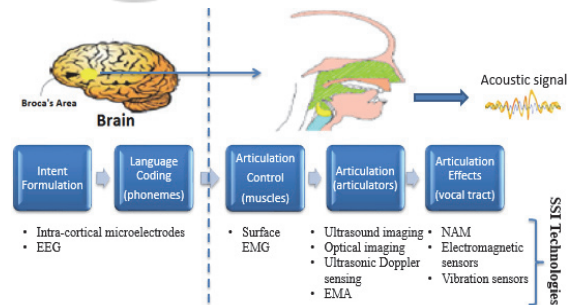 Broca's Area
Brain
Acoustic signal
Intent
Formulation
Language
Coding
(phonemes)
Articulation
Control
(muscles)
Articulation
(articulators)
Articulation
Effects
(vocal tract)
• Intra-cortical microelectrodes
• EEG
• Surface
EMG
• Ultrasound imaging
• Optical imaging
• Ultrasonic Doppler
sensing
• EMA
• NAM
• Electromagnetic
sensors
• Vibration sensors
SSI Technologies